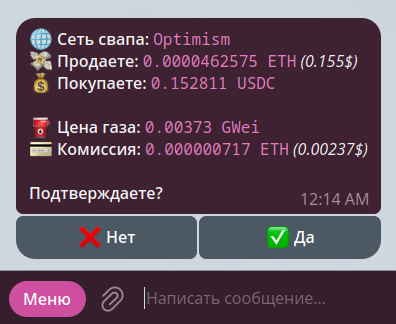 Сеть свапа: Optimism
Продаете: 0.0000462575 ETH (0.155$)
Покупаете: 0.152811 USDC
Цена газа: 0.00373 GWei
Комиссия: 0.000000717 ETH (0.00237$)
Подтверждаете?
12:14 AM
❌ Нет
✅ Да
Меню
Написать сообщение...